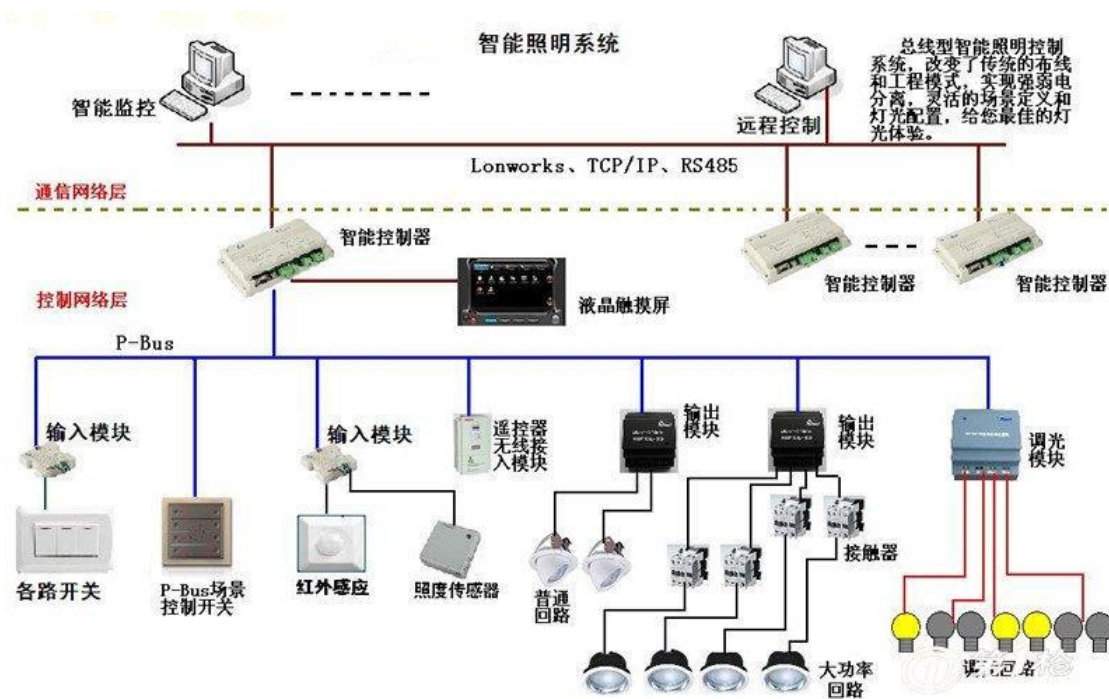 智能照明系统
总线型智能照明控制
系统，改变了传统的布线
和工程模式，实现强弱电
分离，灵活的场景定义和
灯光配置，给您最佳的灯
光体验。
智能监控
远程控制
Lonworks、TCP/IP、RS485
通信网络层
智能控制器
智能控制器
智能控制器
液晶触摸屏
控制网络层
P-Bus
输入模块
输入模块
遥控器
无线接
入模块
输出
模块
输出
模块
调光
模块
各路开关
P-Bus场景
控制开关
红外感应
照度传感器
普通
回路
接触器
大功率
回路
调光回路